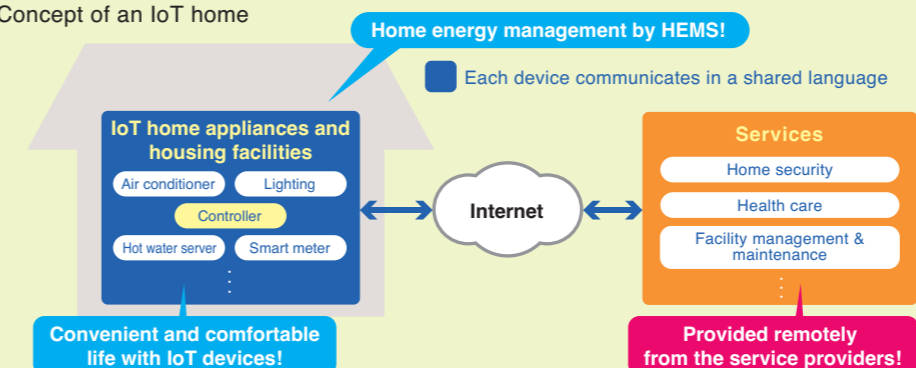 Concept of an IoT home
Home energy management by HEMS!
Each device communicates in a shared language
IoT home appliances and
housing facilities
Air conditioner
Lighting
Controller
Hot water server
Smart meter
Internet
Services
Home security
Health care
Facility management &
maintenance
Convenient and comfortable
life with IoT devices!
Provided remotely
from the service providers!